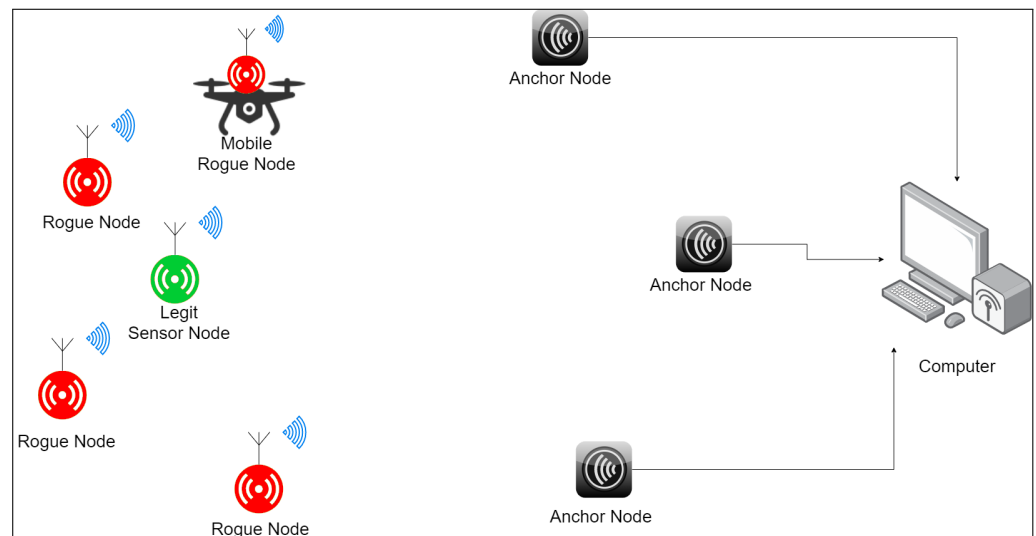 Anchor Node
Mobile
Rogue Node
Rogue Node
Anchor Node
Legit
Sensor Node
Computer
Rogue Node
Anchor Node
Rogue Node